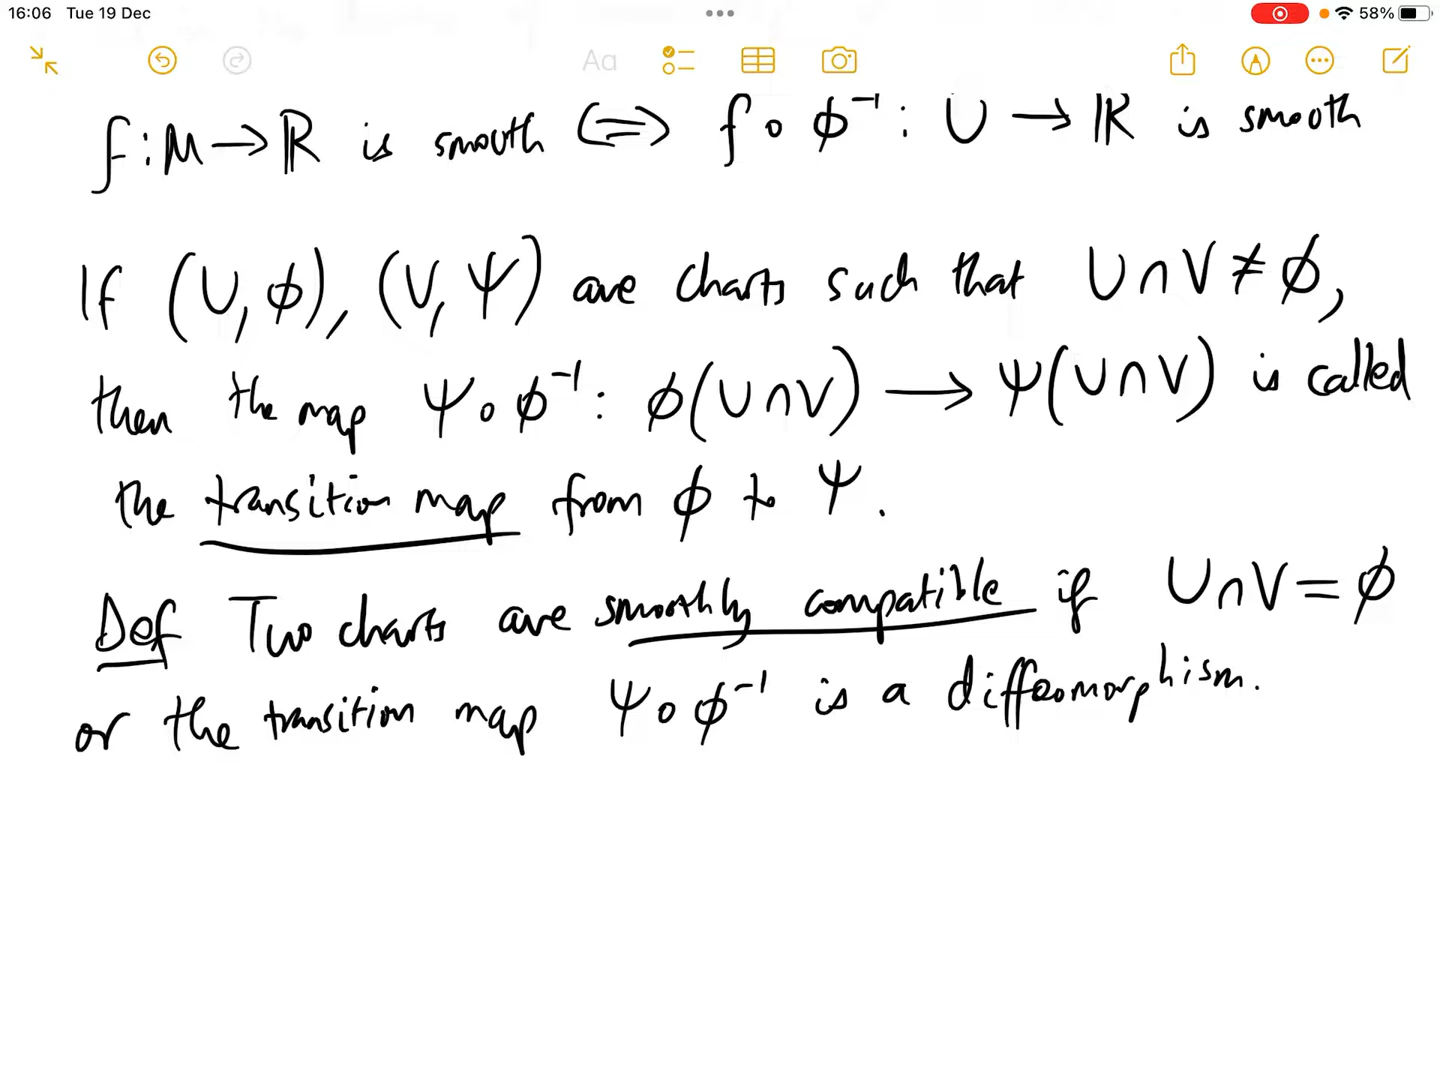 16:06 Tue 19 Dec 58%
Aa
f : M → ℝ is smooth ⟺ f ∘ ϕ⁻¹ : U → ℝ is smooth
If (U, ϕ), (V, Ψ) are charts such that U ∩ V ≠ ϕ,
then the map Ψ ∘ ϕ⁻¹ : ϕ(U ∩ V) ⟶ Ψ(U ∩ V) is called
the transition map from ϕ to Ψ.
Def Two charts are smoothly compatible if U ∩ V = ϕ
or the transition map Ψ ∘ ϕ⁻¹ is a diffeomorphism.